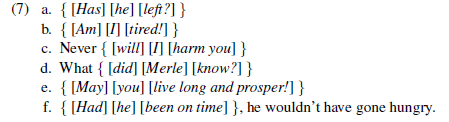 (7) a. { [Has] [he] [left?] }
b. { [Am] [I] [tired!] }
c. Never { [will] [I] [harm you] }
d. What { [did] [Merle] [know?] }
e. { [May] [you] [live long and prosper!] }
f. { [Had] [he] [been on time] }, he wouldn't have gone hungry.